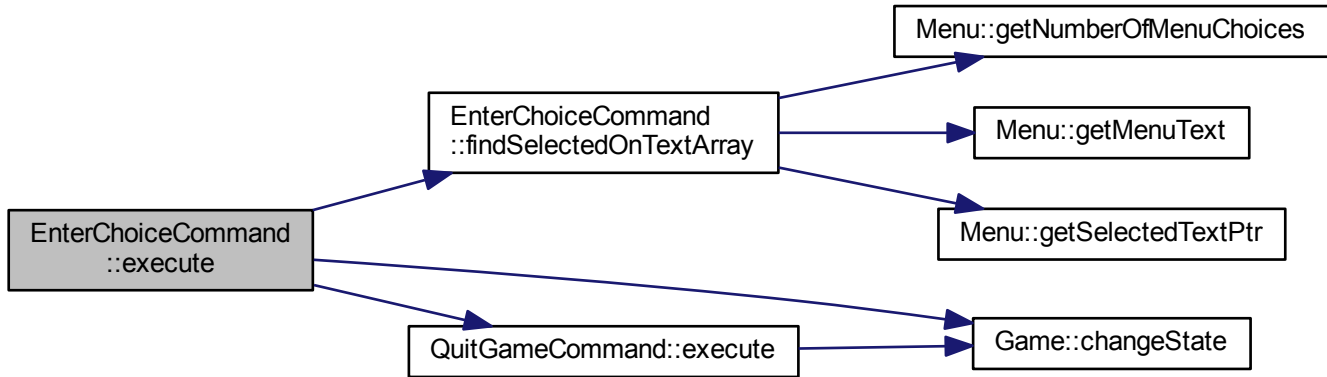 Menu::getNumberOfMenuChoices
EnterChoiceCommand
::findSelectedOnTextArray
Menu::getMenuText
EnterChoiceCommand
::execute
Menu::getSelectedTextPtr
QuitGameCommand::execute
Game::changeState